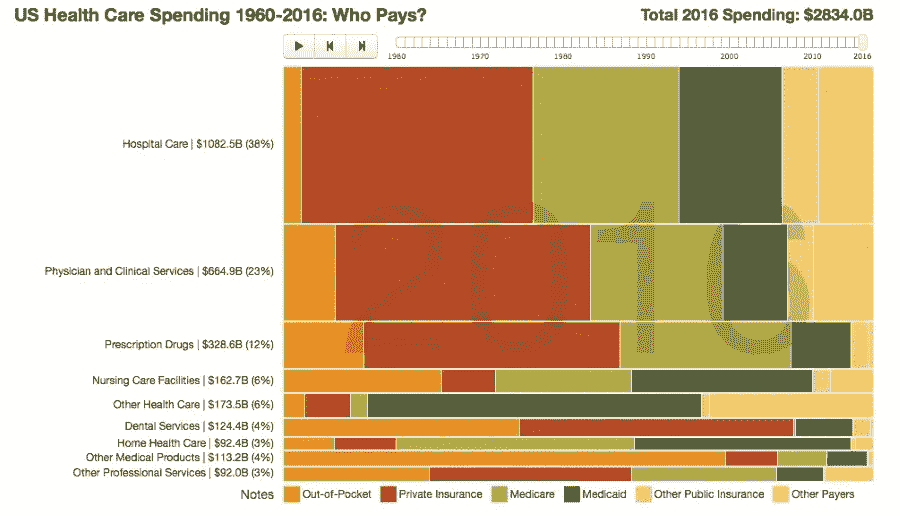 US Health Care Spending 1960-2016: Who Pays?
Total 2016 Spending: $2834.0B
1960 1970 1980 1990 2000 2010 2016
Hospital Care | $1082.5B (38%)
Physician and Clinical Services | $664.9B (23%)
2016
Prescription Drugs | $328.6B (12%)
Nursing Care Facilities | $162.7B (6%)
Other Health Care | $173.5B (6%)
Dental Services | $124.4B (4%)
Home Health Care | $92.4B (3%)
Other Medical Products | $113.2B (4%)
Other Professional Services | $92.0B (3%)
Notes Out-of-Pocket Private Insurance Medicare Medicaid Other Public Insurance Other Payers